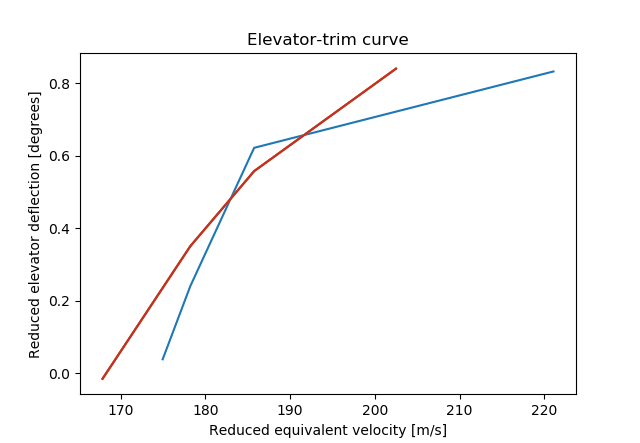 Elevator-trim curve
Reduced elevator deflection [degrees]
0.8
0.6
0.4
0.2
0.0
170 180 190 200 210 220
Reduced equivalent velocity [m/s]